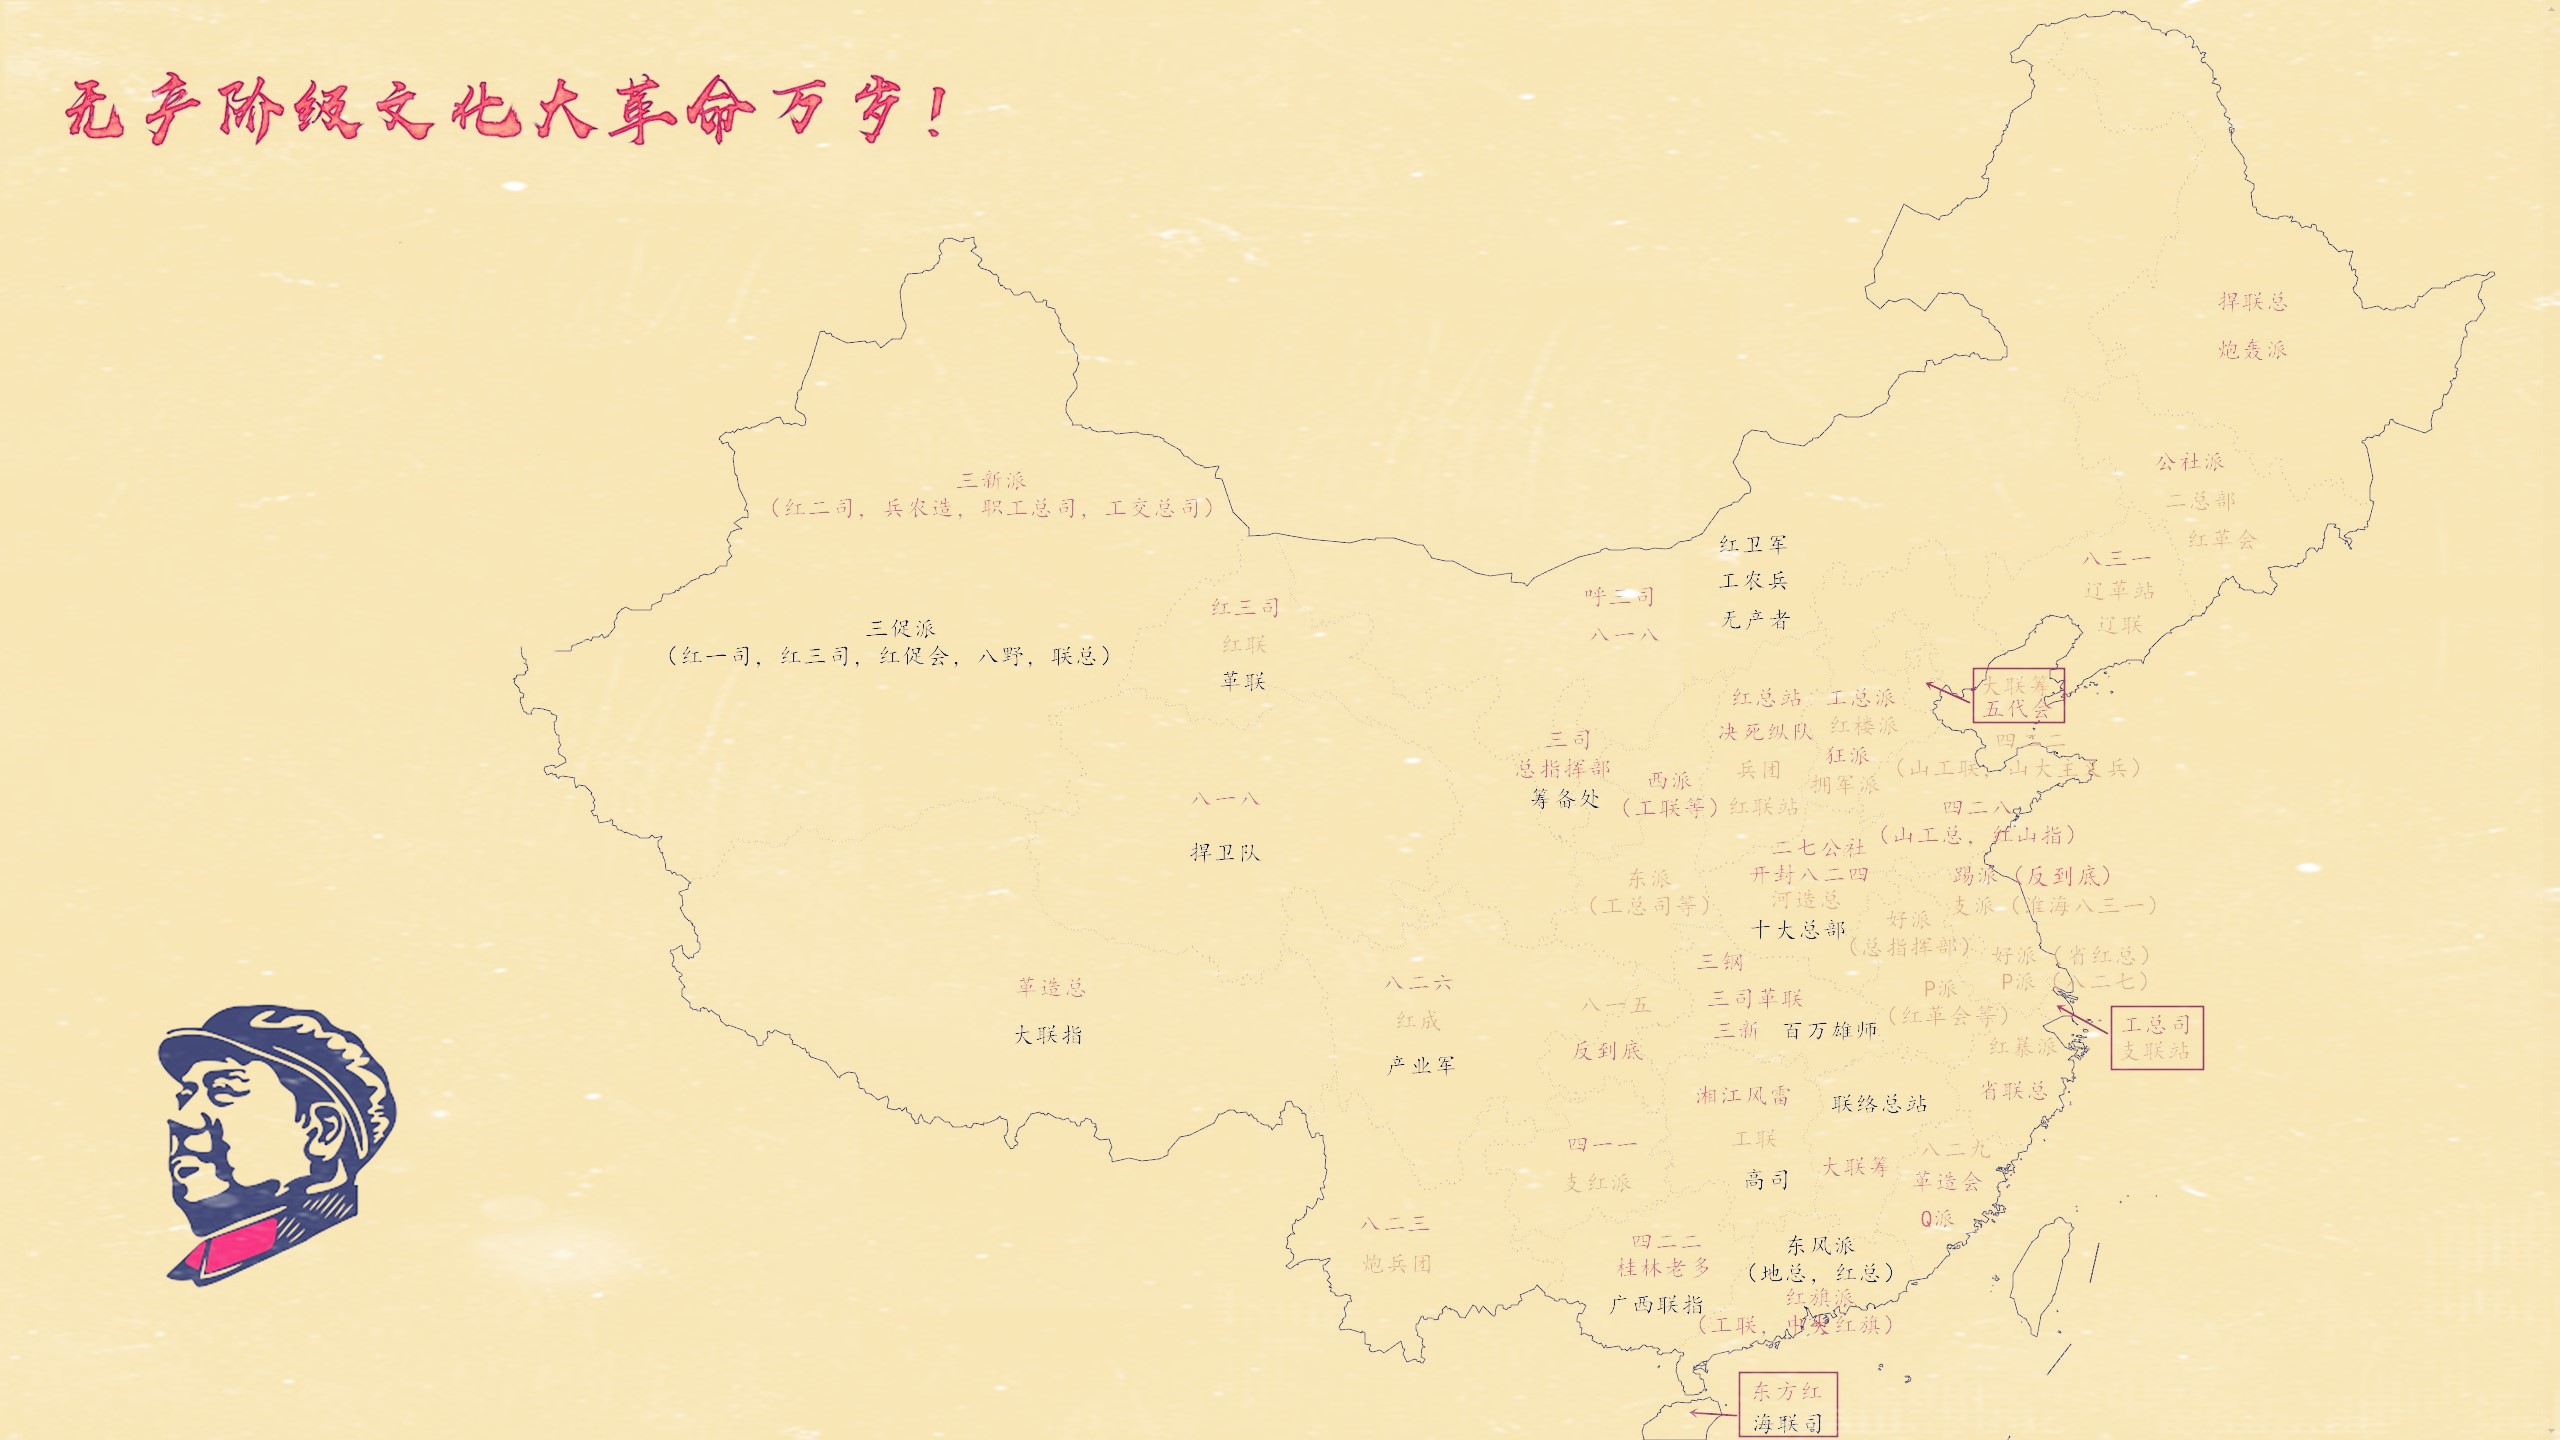 无产阶级文化大革命万岁！
捍联总
炮轰派
公社派
二总部
红革会
八三一
辽革站
辽联
三新派
（红二司，兵农造，职工总司，工交总司）
三促派
（红一司，红三司，红促会，八野，联总）
红三司
红联
革联
呼三司
八一八
红卫军
工农兵
无产者
大联筹
五代会
红总站
决死纵队
兵团
红联站
工总派
红楼派
狂派
拥军派
三司
总指挥部
筹备处
西派
（工联等）
东派
（工总司等）
四二二
（山工联，山大主义兵）
四二八
（山工总，红山指）
八一八
捍卫队
二七公社
开封八二四
河造总
十大总部
踢派（反到底）
支派（淮海八三一）
好派
（总指挥部）
P派
（红革会等）
好派（省红总）
P派（八二七）
工总司
支联站
红暴派
省联总
革造总
大联指
八二六
红成
产业军
八一五
反到底
三钢
三司革联
三新
百万雄师
湘江风雷
工联
高司
联络总站
大联筹
八二九
革造会
Q派
四一一
支红派
八二三
炮兵团
四二二
桂林老多
广西联指
东风派
（地总，红总）
红旗派
（工联，中大红旗）
东方红
海联司